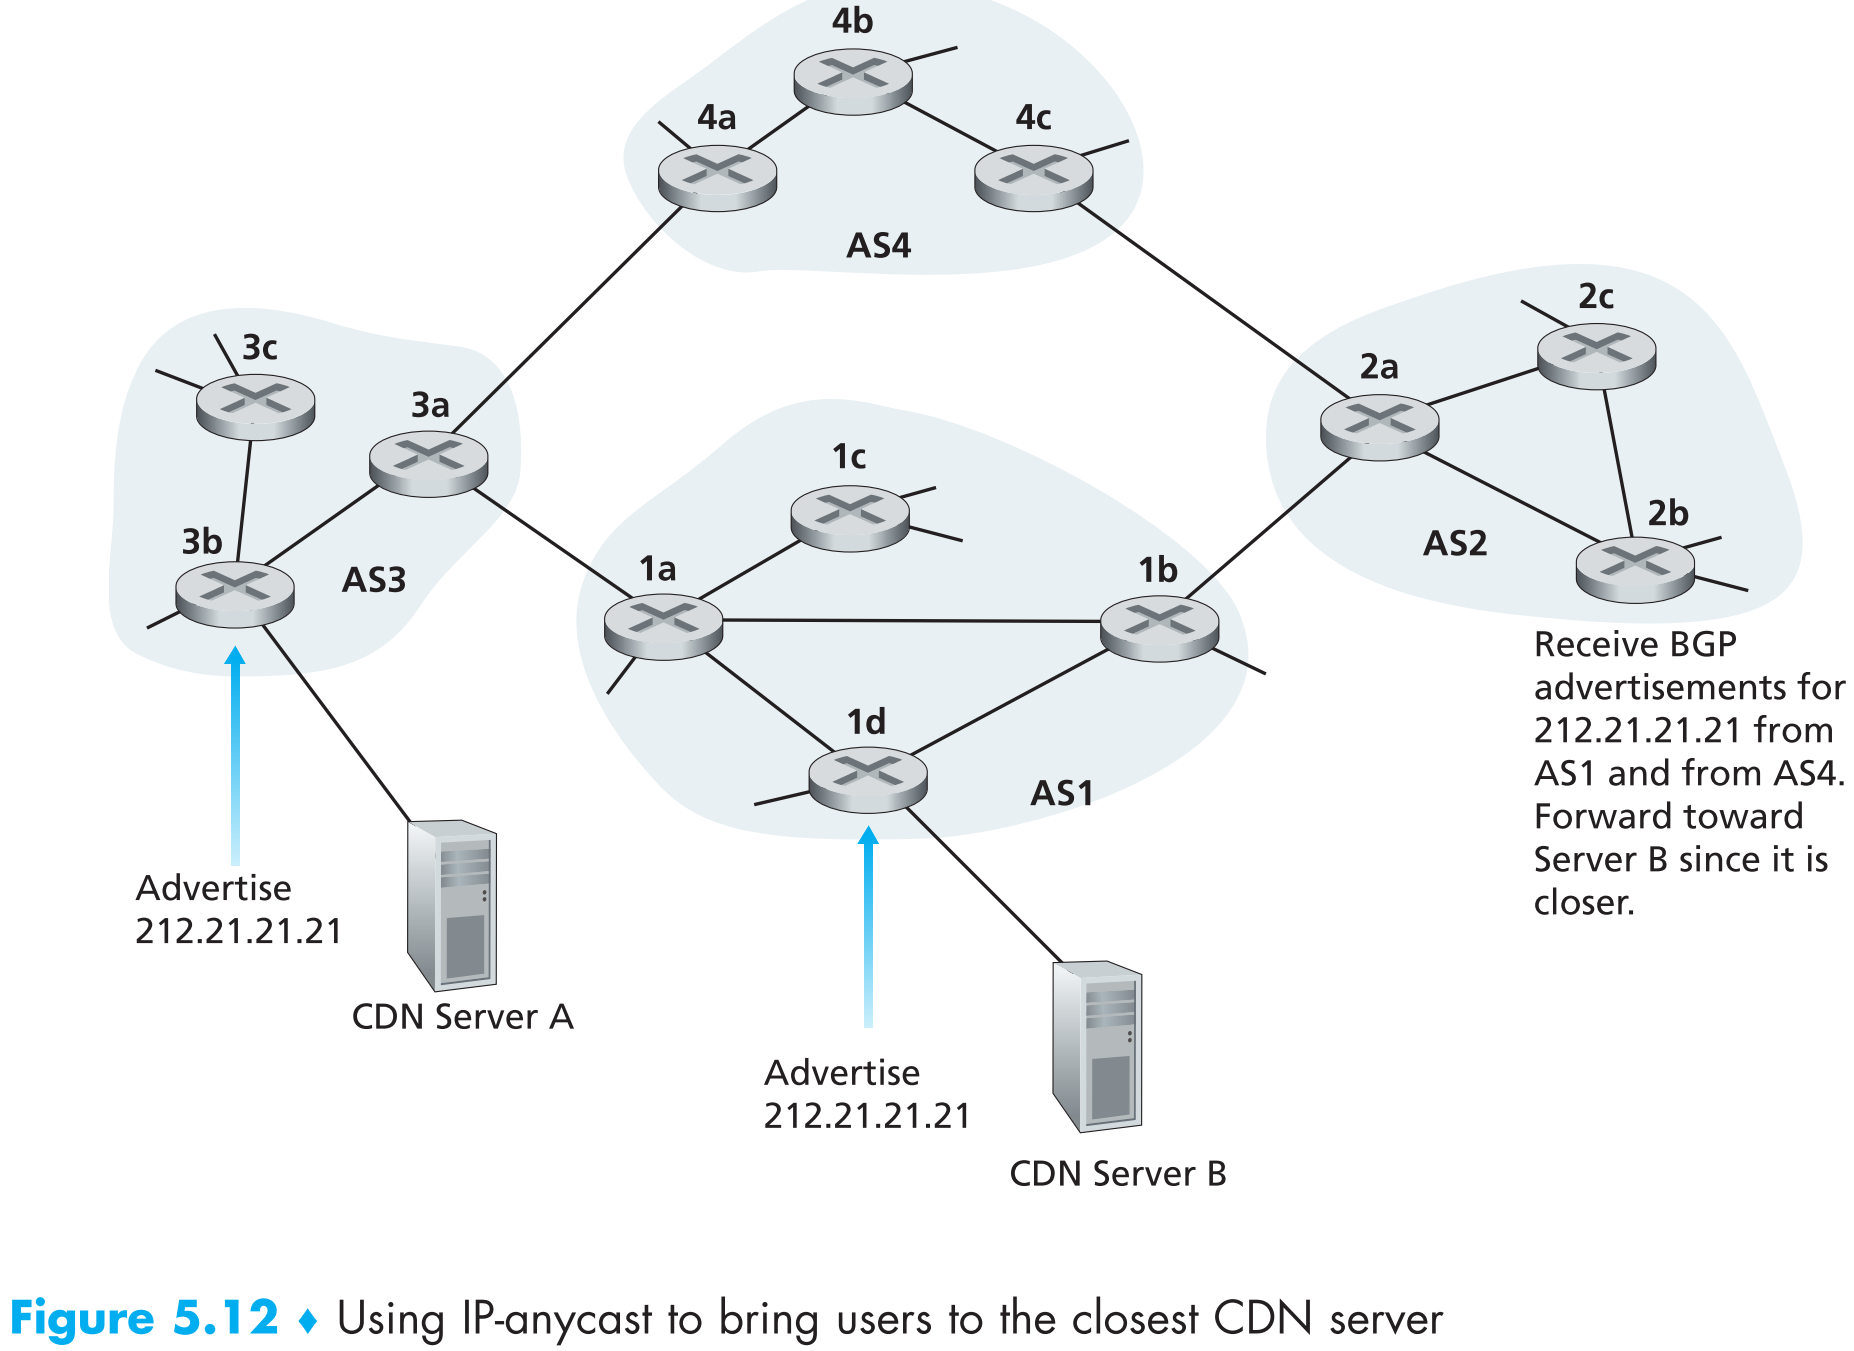 4b
4a
4c
AS4
2c
3c
2a
3a
1c
2b
3b
AS2
1a
1b
AS3
Receive BGP
advertisements for
212.21.21.21 from
AS1 and from AS4.
Forward toward
Server B since it is
closer.
1d
AS1
Advertise
212.21.21.21
CDN Server A
Advertise
212.21.21.21
CDN Server B
Figure 5.12 ♦ Using IP-anycast to bring users to the closest CDN server